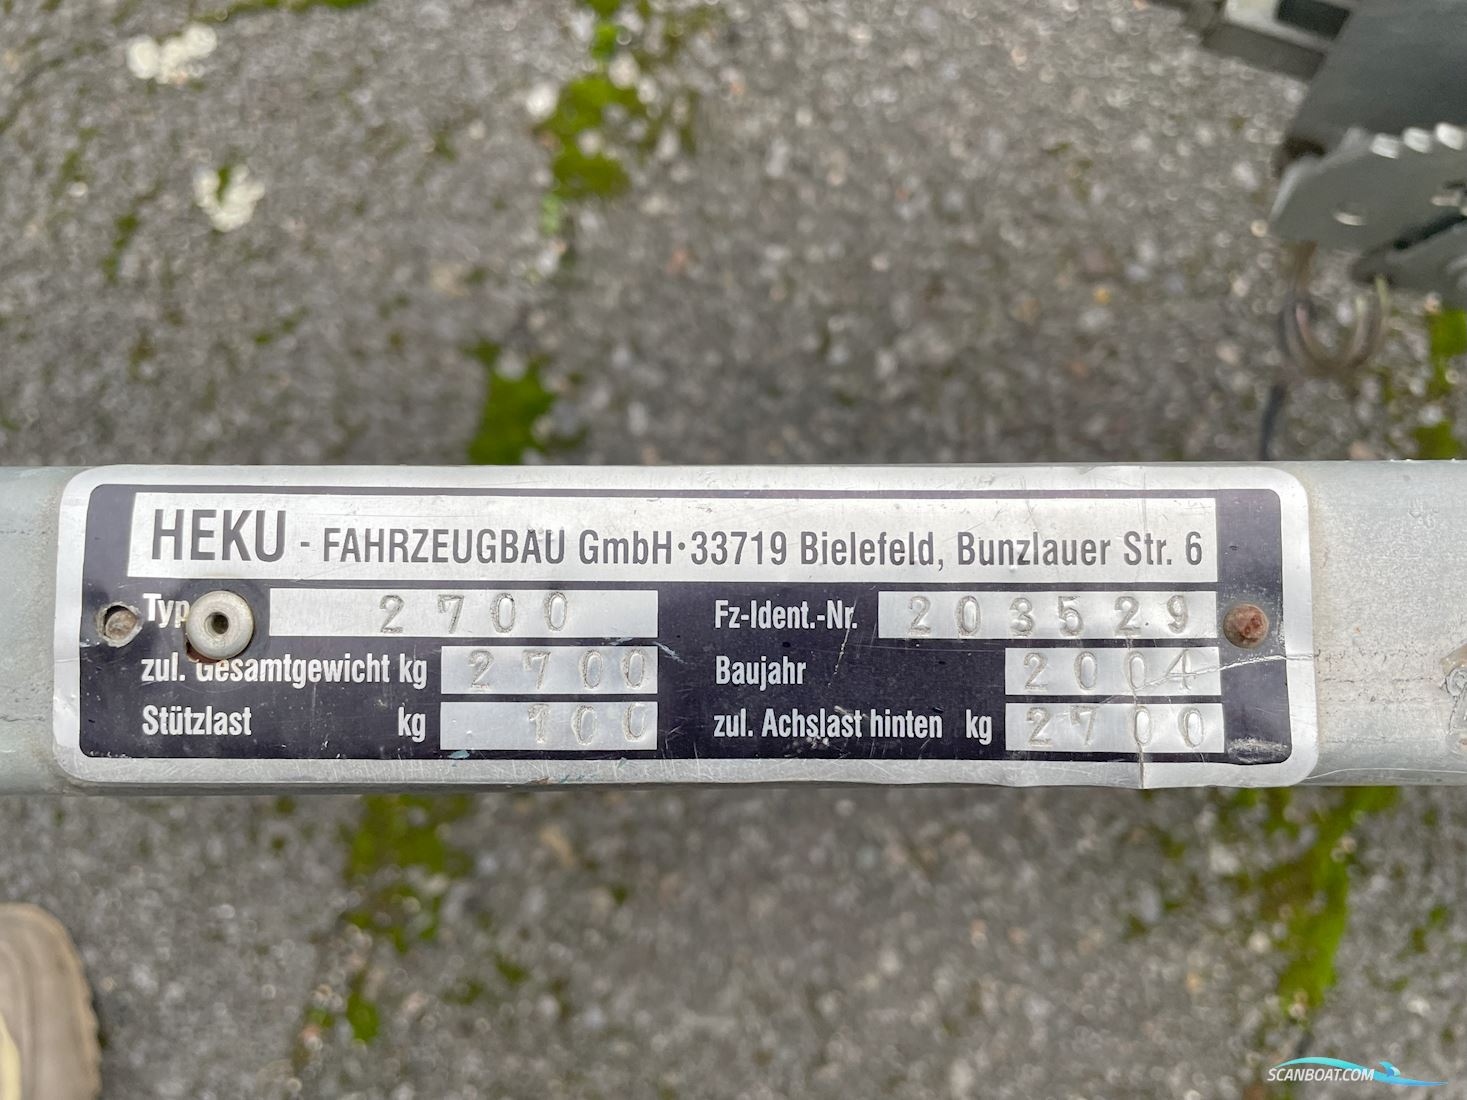 HEKU - FAHRZEUGBAU GmbH · 33719 Bielefeld, Bunzlauer Str. 6
Typ 2700 Fz-Ident.-Nr. 203529
zul. Gesamtgewicht kg 2700 Baujahr 2004
Stützlast kg 100 zul. Achslast hinten kg 2700
SCANBOAT.COM